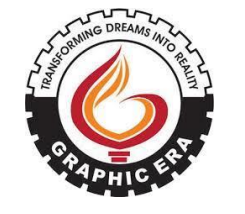 TRANSFORMING DREAMS INTO REALITY
GRAPHIC ERA